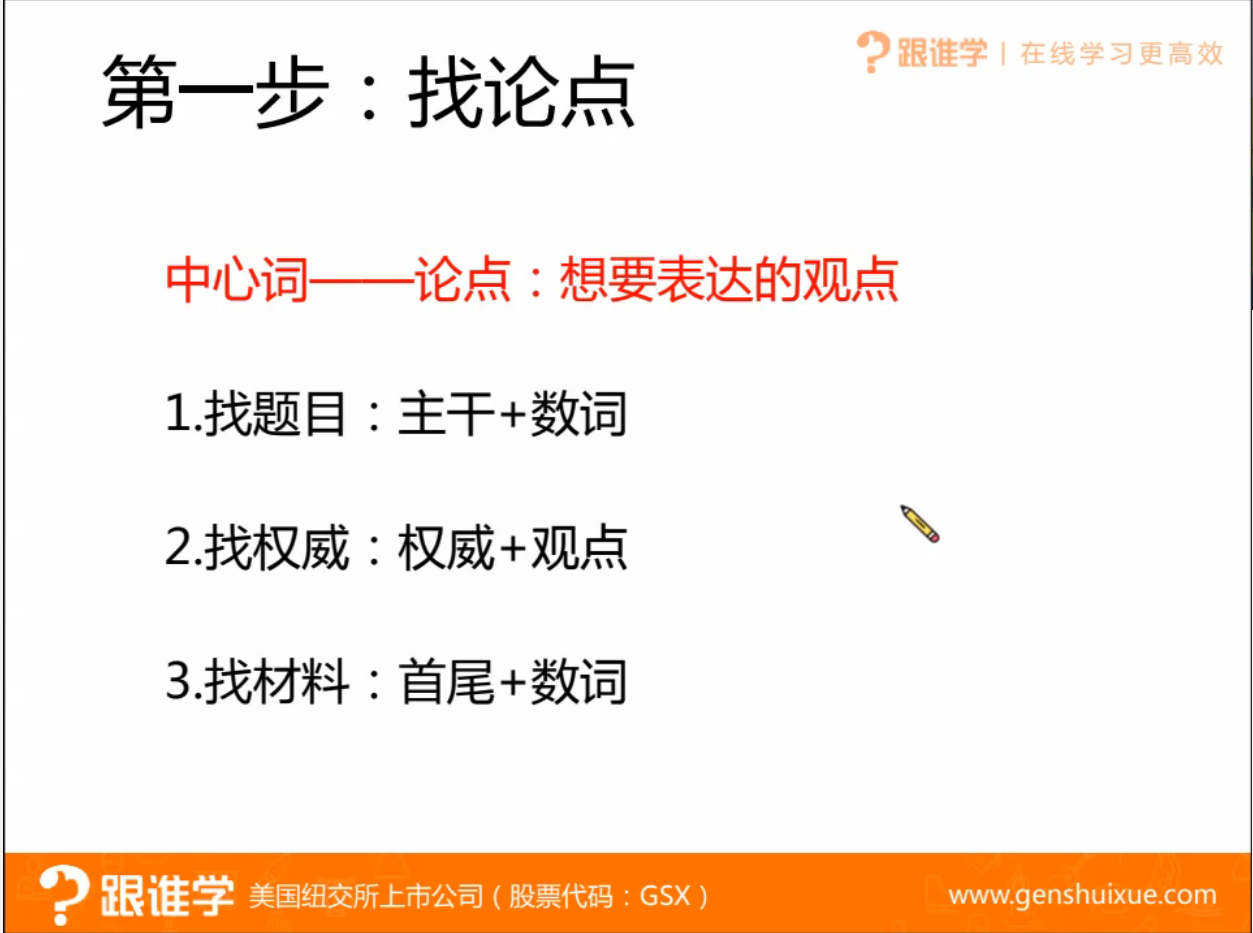 第一步：找论点
跟谁学 | 在线学习更高效
中心词——论点：想要表达的观点
1.找题目：主干+数词
2.找权威：权威+观点
3.找材料：首尾+数词
跟谁学 美国纽交所上市公司（股票代码：GSX）
www.genshuixue.com